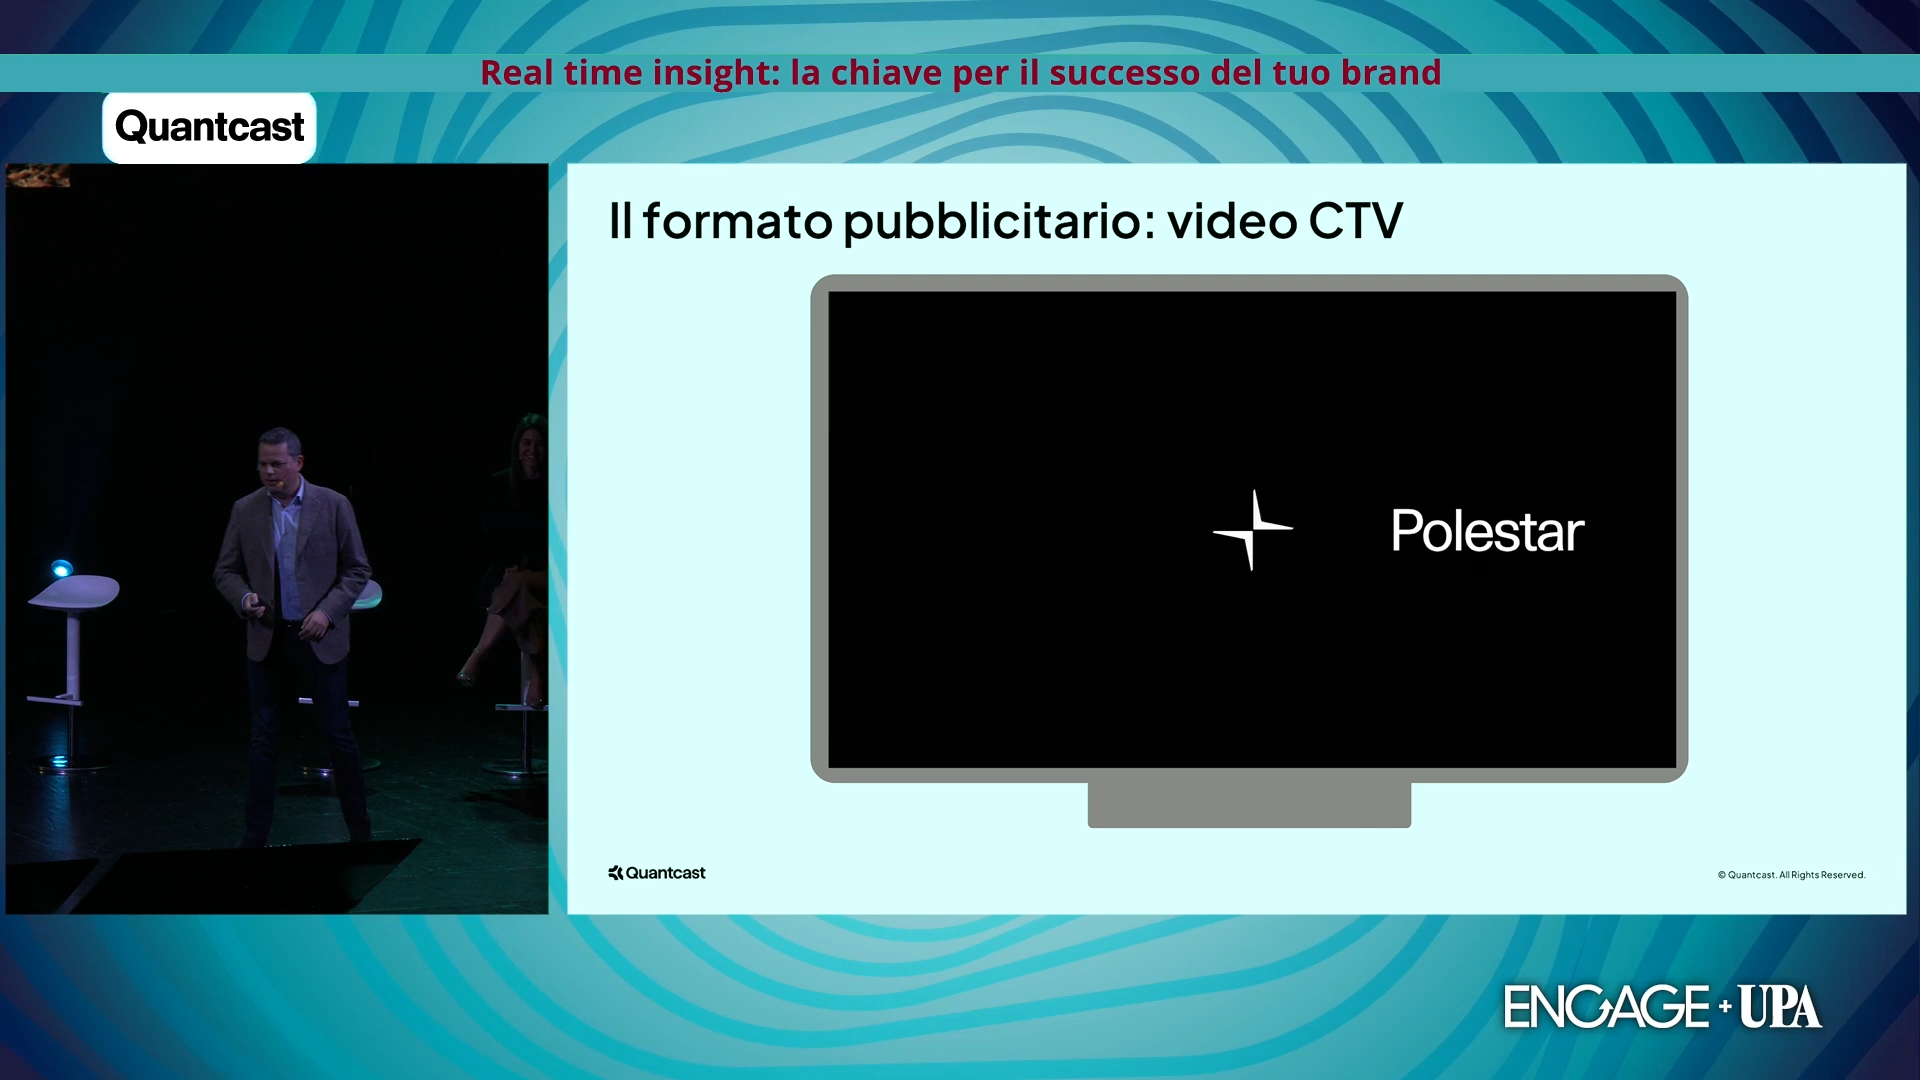 Real time insight: la chiave per il successo del tuo brand
Quantcast
Il formato pubblicitario: video CTV
Polestar
Quantcast
© Quantcast. All Rights Reserved.
ENGAGE + UPA